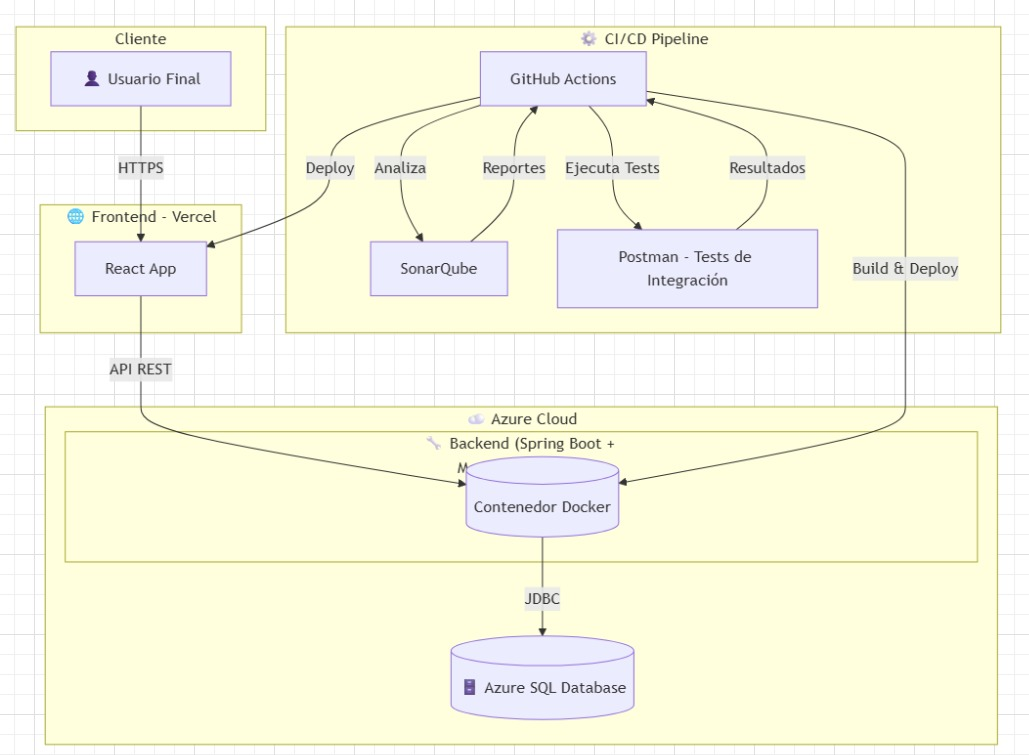 Cliente
Usuario Final
CI/CD Pipeline
GitHub Actions
HTTPS
Deploy
Analiza
Reportes
Ejecuta Tests
Resultados
Frontend - Vercel
React App
SonarQube
Postman - Tests de
Integración
Build & Deploy
API REST
Azure Cloud
Backend (Spring Boot +
Contenedor Docker
JDBC
Azure SQL Database